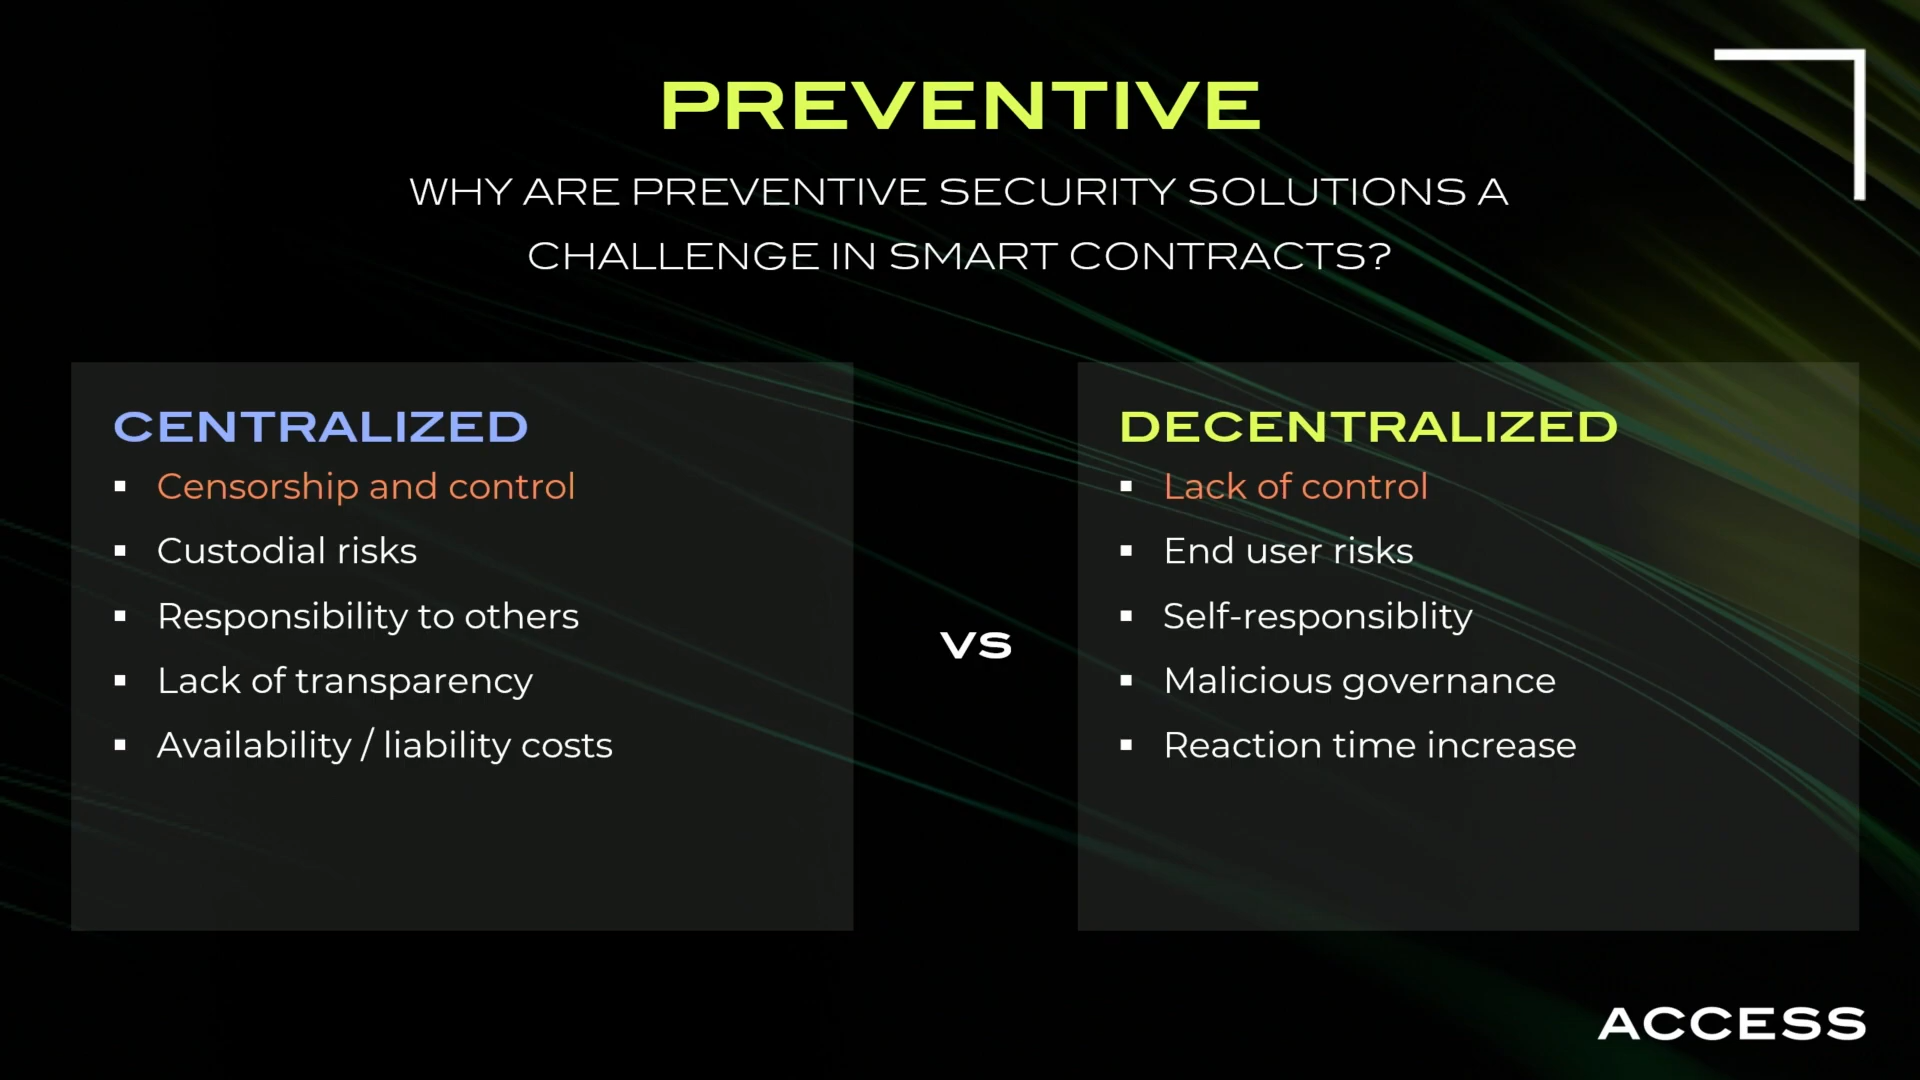 PREVENTIVE
WHY ARE PREVENTIVE SECURITY SOLUTIONS A
CHALLENGE IN SMART CONTRACTS?
CENTRALIZED
▪ Censorship and control
▪ Custodial risks
▪ Responsibility to others
▪ Lack of transparency
▪ Availability / liability costs
VS
DECENTRALIZED
▪ Lack of control
▪ End user risks
▪ Self-responsiblity
▪ Malicious governance
▪ Reaction time increase
ACCESS